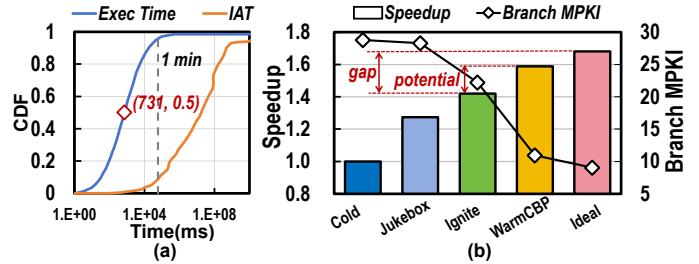 Exec Time IAT
CDF
1
0.8
0.6
0.4
0.2
0
1 min
(731, 0.5)
1.E+00 1.E+04 1.E+08
Time(ms)
(a)
Speedup Branch MPKI
Speedup
1.8
1.6
1.4
1.2
1.0
0.8
gap
potential
30
25
20
15
10
5
Branch MPKI
Cold Jukebox Ignite WarmCBP Ideal
(b)